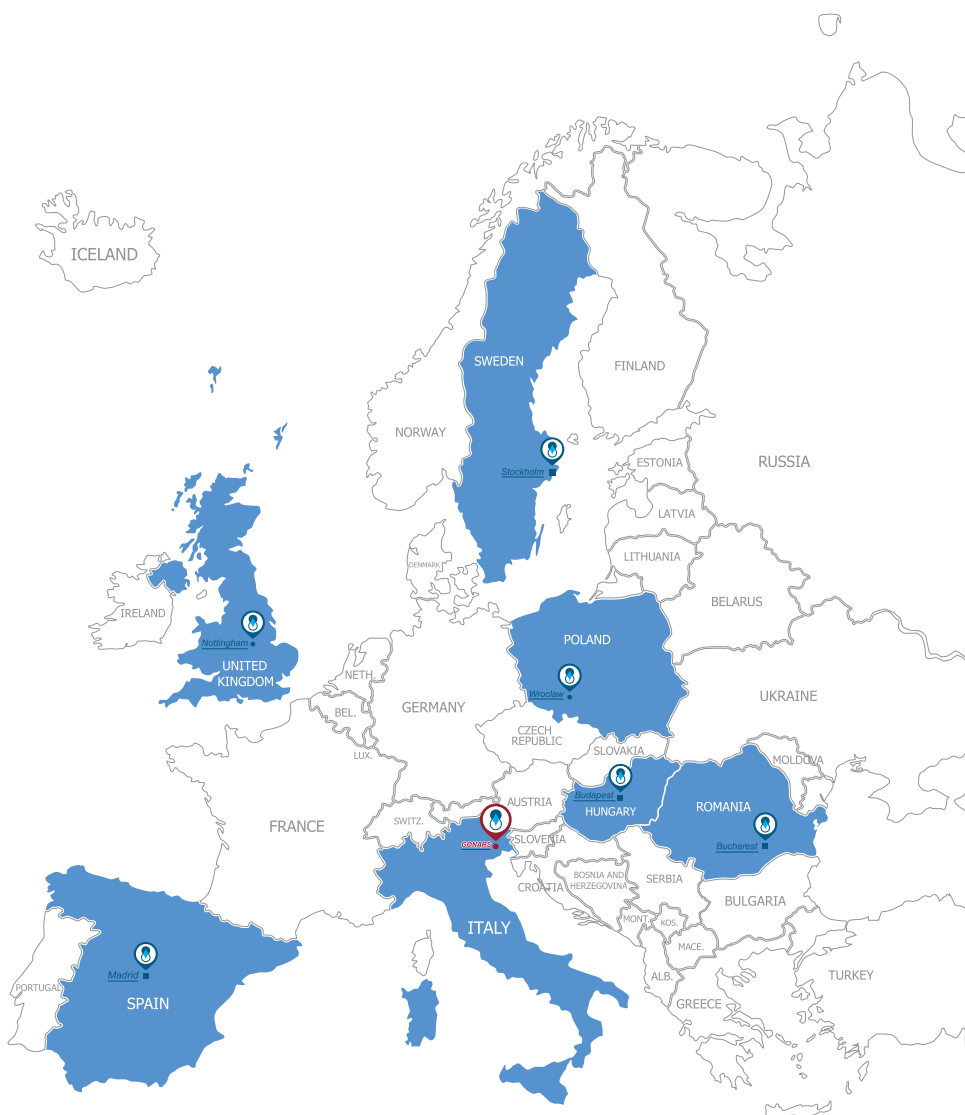 ICELAND
SWEDEN
FINLAND
NORWAY
ESTONIA
RUSSIA
Stockholm
LATVIA
LITHUANIA
DENMARK
BELARUS
IRELAND
Nottingham
POLAND
UNITED
KINGDOM
NETH.
Wroclaw
UKRAINE
BEL.
GERMANY
CZECH
REPUBLIC
LUX.
SLOVAKIA
MOLDOVA
Budapest
AUSTRIA
HUNGARY
ROMANIA
SWITZ.
FRANCE
GONARS
SLOVENIA
Bucharest
CROATIA
BOSNIA AND
HERZEGOVINA
SERBIA
BULGARIA
ITALY
MONT.
KOS.
MACE.
Madrid
PORTUGAL
SPAIN
ALB.
GREECE
TURKEY